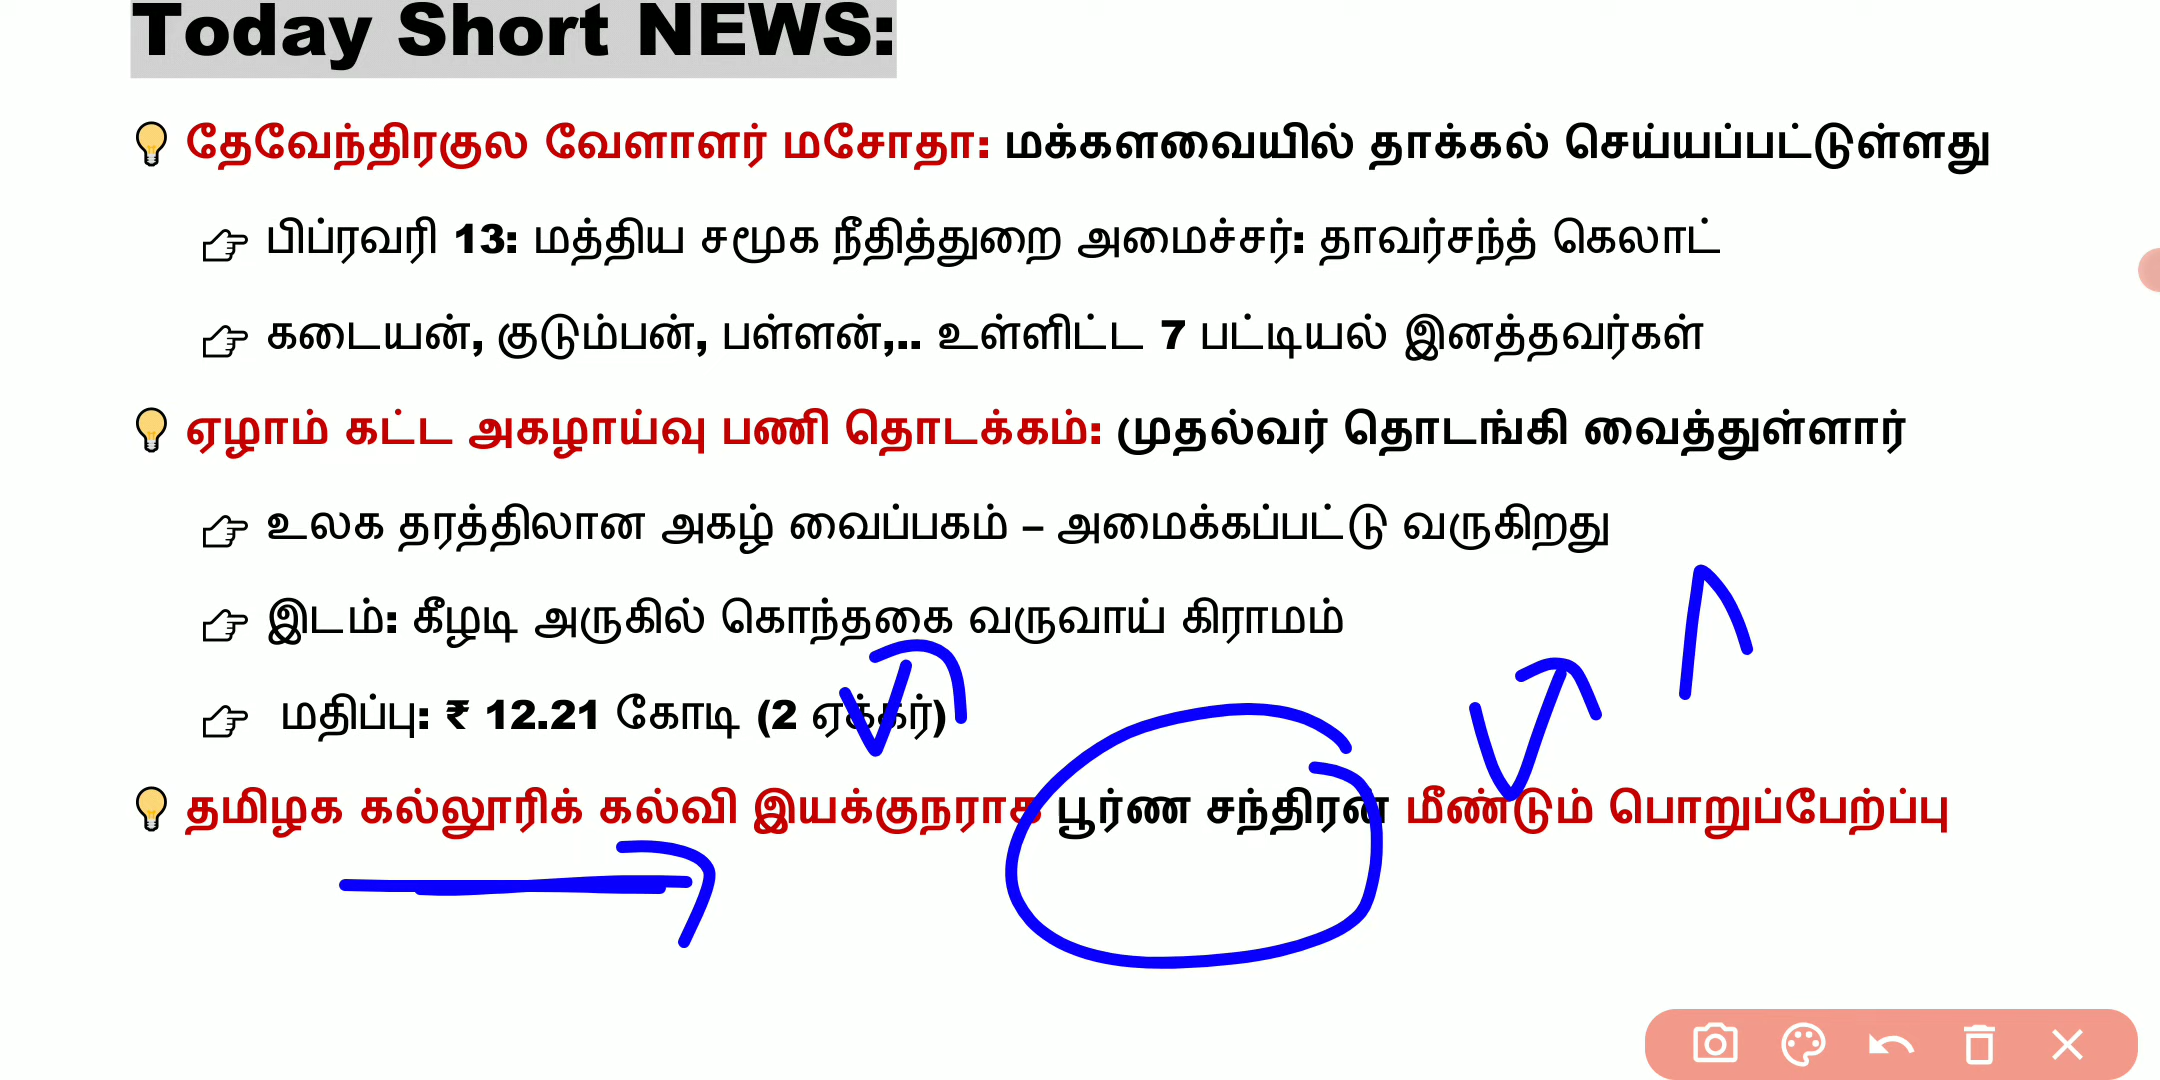 Today Short NEWS:
தேவேந்திரகுல வேளாளர் மசோதா: மக்களவையில் தாக்கல் செய்யப்பட்டுள்ளது
பிப்ரவரி 13: மத்திய சமூக நீதித்துறை அமைச்சர்: தாவர்சந்த் கெலாட்
கடையன், குடும்பன், பள்ளன்,.. உள்ளிட்ட 7 பட்டியல் இனத்தவர்கள்
ஏழாம் கட்ட அகழாய்வு பணி தொடக்கம்: முதல்வர் தொடங்கி வைத்துள்ளார்
உலக தரத்திலான அகழ் வைப்பகம் – அமைக்கப்பட்டு வருகிறது
இடம்: கீழடி அருகில் கொந்தகை வருவாய் கிராமம்
மதிப்பு: ₹ 12.21 கோடி (2 ஏக்கர்)
தமிழக கல்லூரிக் கல்வி இயக்குநராக பூர்ண சந்திரன் மீண்டும் பொறுப்பேற்ப்பு